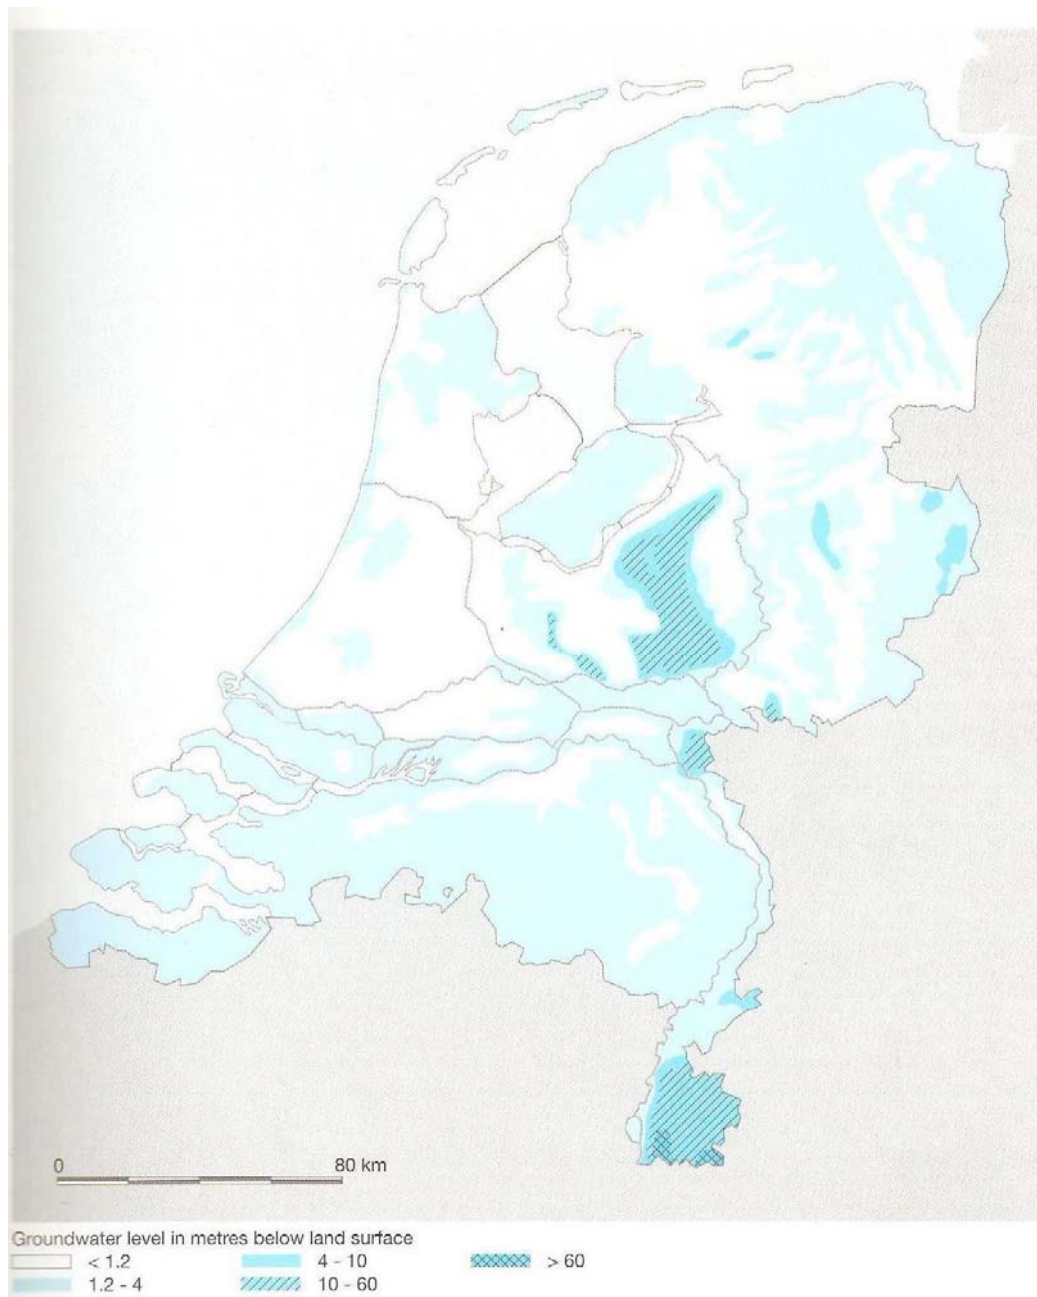 0 80 km
Groundwater level in metres below land surface
< 1.2 4 - 10 > 60
1.2 - 4 10 - 60